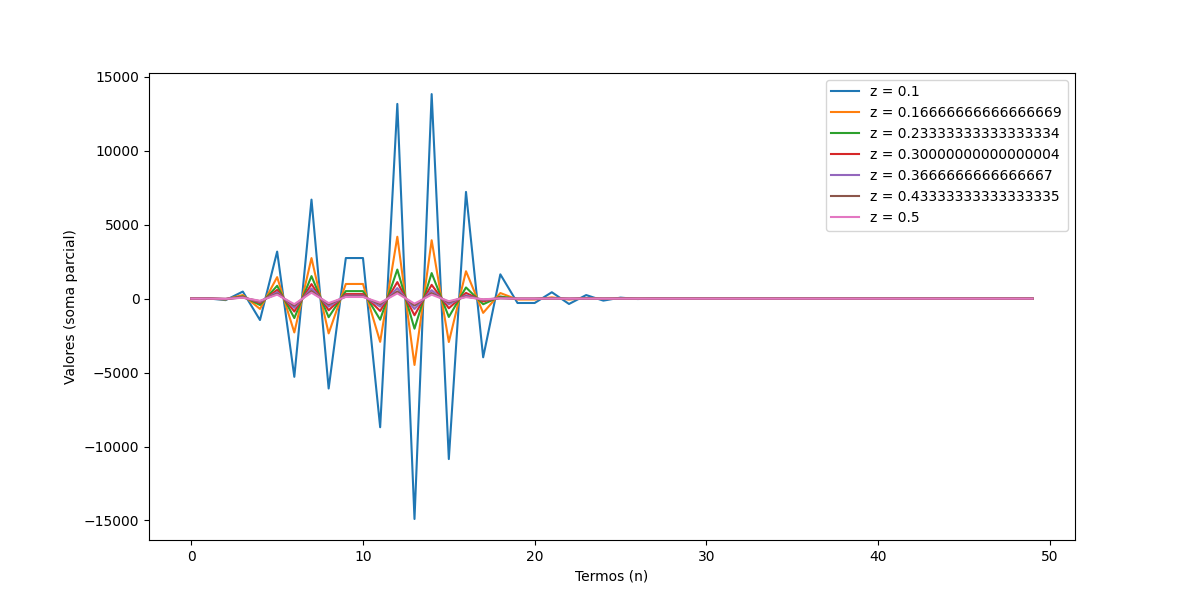 15000
10000
5000
0
−5000
−10000
−15000
Valores (soma parcial)
0
10
20
30
40
50
Termos (n)
z = 0.1
z = 0.16666666666666669
z = 0.23333333333333334
z = 0.30000000000000004
z = 0.3666666666666667
z = 0.43333333333333335
z = 0.5